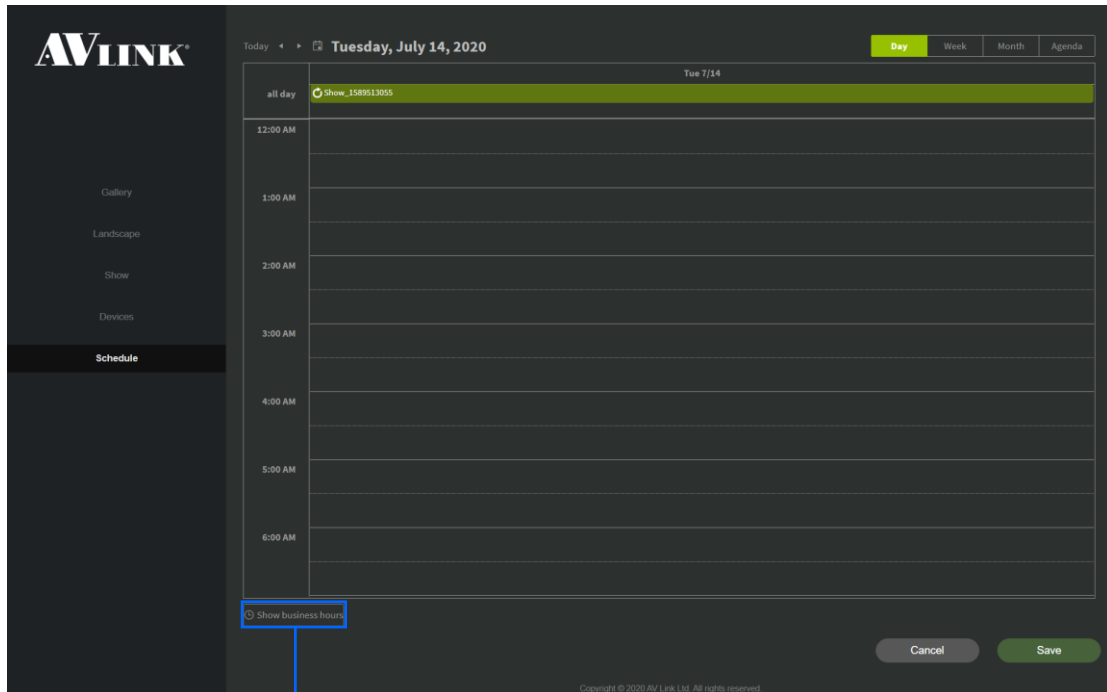 AVLINK®
Gallery
Landscape
Show
Devices
Schedule
Today Tuesday, July 14, 2020
Day Week Month Agenda
Tue 7/14
all day Show_1589513055
12:00 AM
1:00 AM
2:00 AM
3:00 AM
4:00 AM
5:00 AM
6:00 AM
Show business hours
Cancel Save
Copyright © 2020 AV Link Ltd. All rights reserved.